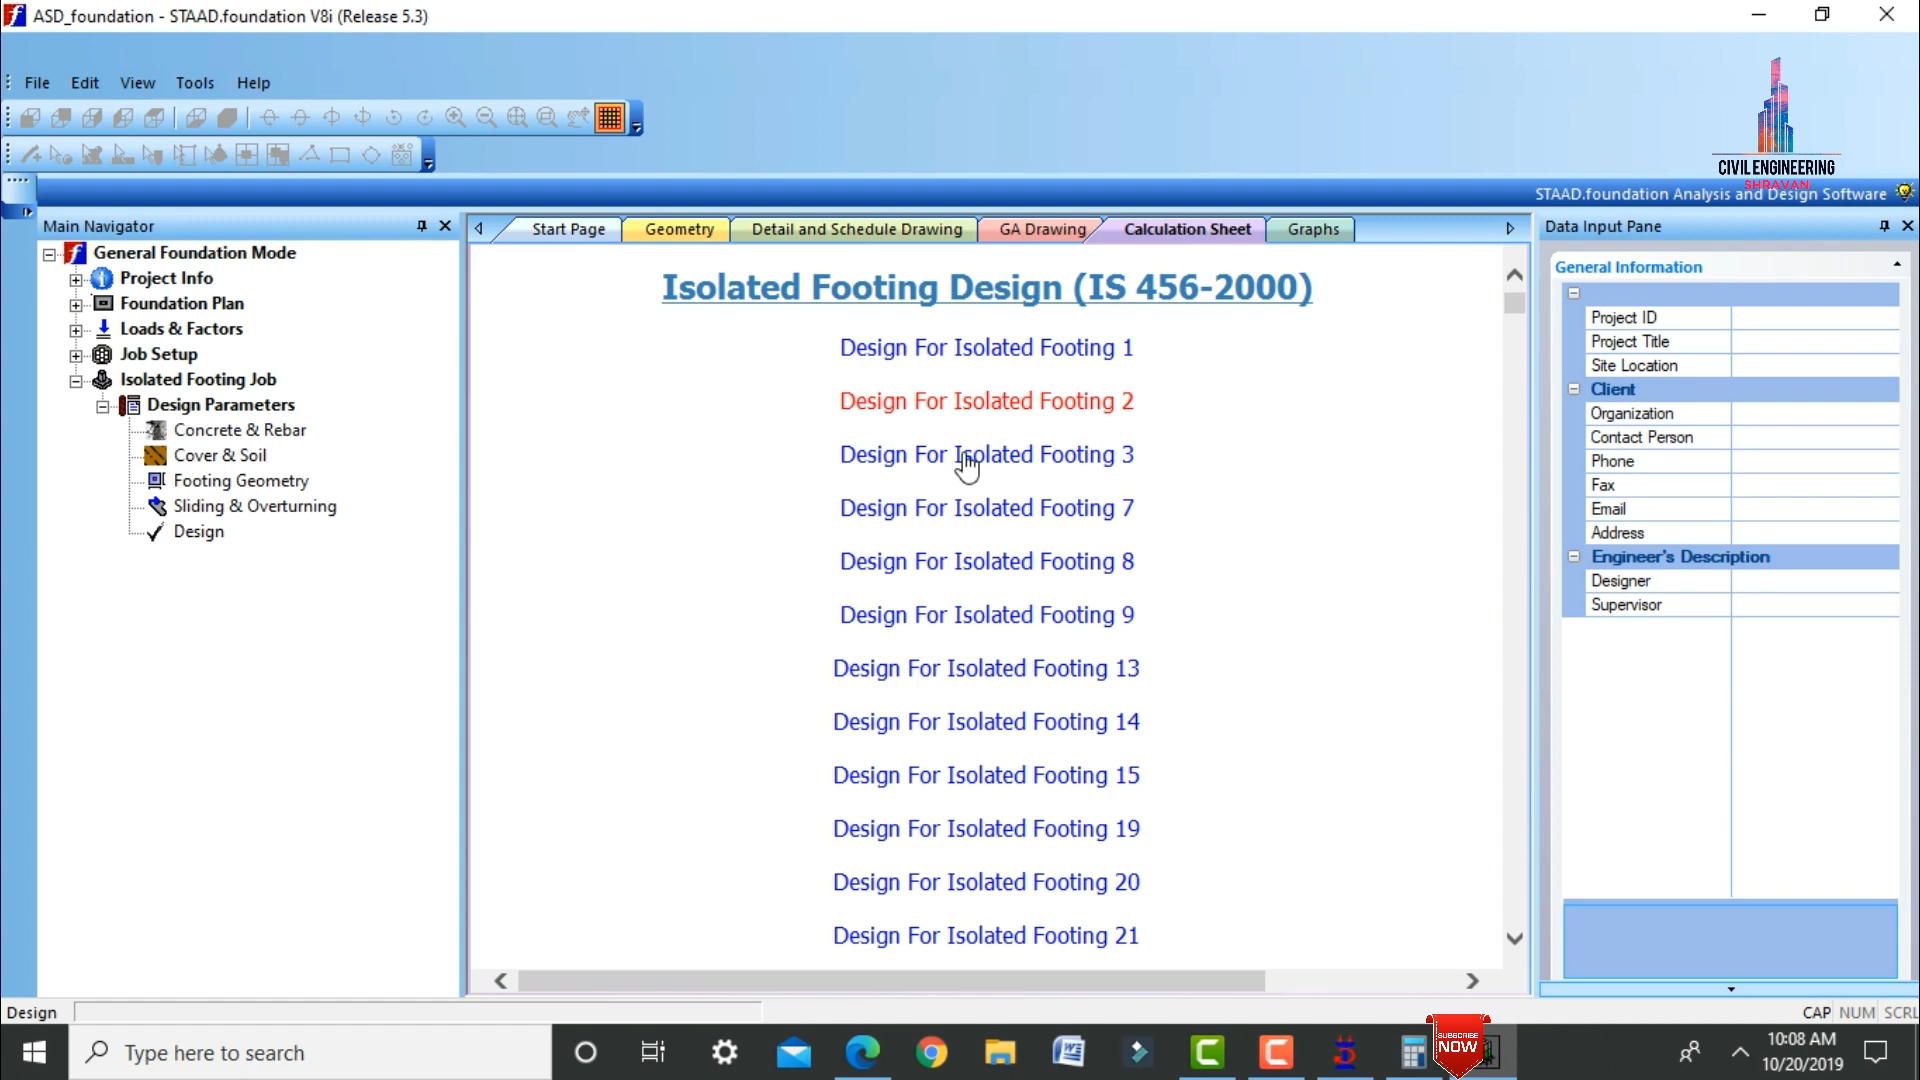 ASD_foundation - STAAD.foundation V8i (Release 5.3)
File Edit View Tools Help
CIVIL ENGINEERING
SHRAVAN
STAAD.foundation Analysis and Design Software
Main Navigator
General Foundation Mode
Project Info
Foundation Plan
Loads & Factors
Job Setup
Isolated Footing Job
Design Parameters
Concrete & Rebar
Cover & Soil
Footing Geometry
Sliding & Overturning
Design
Start Page Geometry Detail and Schedule Drawing GA Drawing Calculation Sheet Graphs
Isolated Footing Design (IS 456-2000)
Design For Isolated Footing 1
Design For Isolated Footing 2
Design For Isolated Footing 3
Design For Isolated Footing 7
Design For Isolated Footing 8
Design For Isolated Footing 9
Design For Isolated Footing 13
Design For Isolated Footing 14
Design For Isolated Footing 15
Design For Isolated Footing 19
Design For Isolated Footing 20
Design For Isolated Footing 21
Data Input Pane
General Information
Project ID
Project Title
Site Location
Client
Organization
Contact Person
Phone
Fax
Email
Address
Engineer's Description
Designer
Supervisor
Design
CAP NUM SCRL
Type here to search
SUBSCRIBE
NOW
10:08 AM
10/20/2019